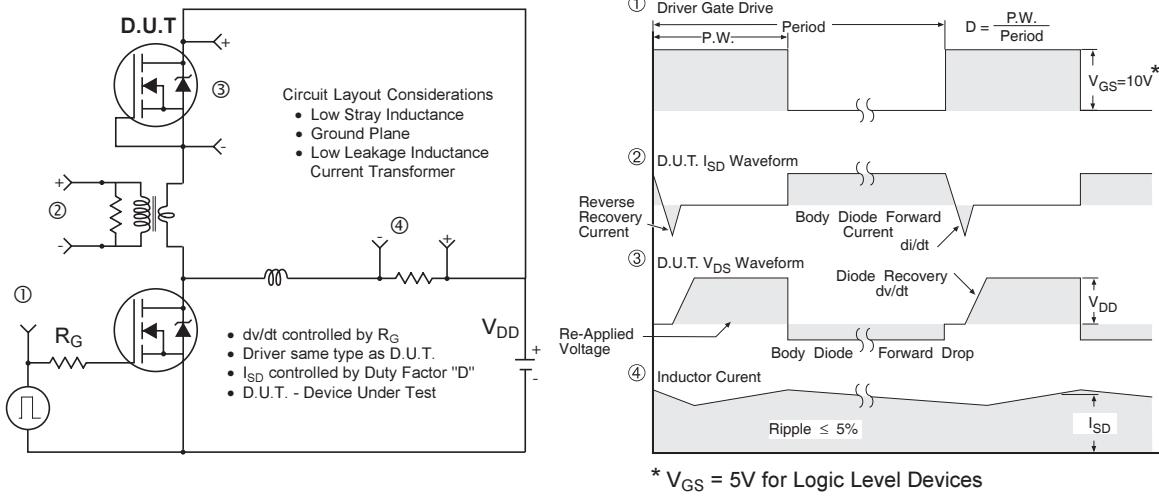 D.U.T
+
③
-
Circuit Layout Considerations
• Low Stray Inductance
• Ground Plane
• Low Leakage Inductance
Current Transformer
+
②
-
④
-
+
①
R_G
• dv/dt controlled by R_G
• Driver same type as D.U.T.
• I_SD controlled by Duty Factor "D"
• D.U.T. - Device Under Test
V_DD
+
-
① Driver Gate Drive
Period
P.W.
D = P.W. / Period
V_GS=10V*
② D.U.T. I_SD Waveform
Reverse
Recovery
Current
Body Diode Forward
Current
di/dt
③ D.U.T. V_DS Waveform
Diode Recovery
dv/dt
V_DD
Re-Applied
Voltage
Body Diode Forward Drop
④ Inductor Curent
Ripple ≤ 5%
I_SD
* V_GS = 5V for Logic Level Devices